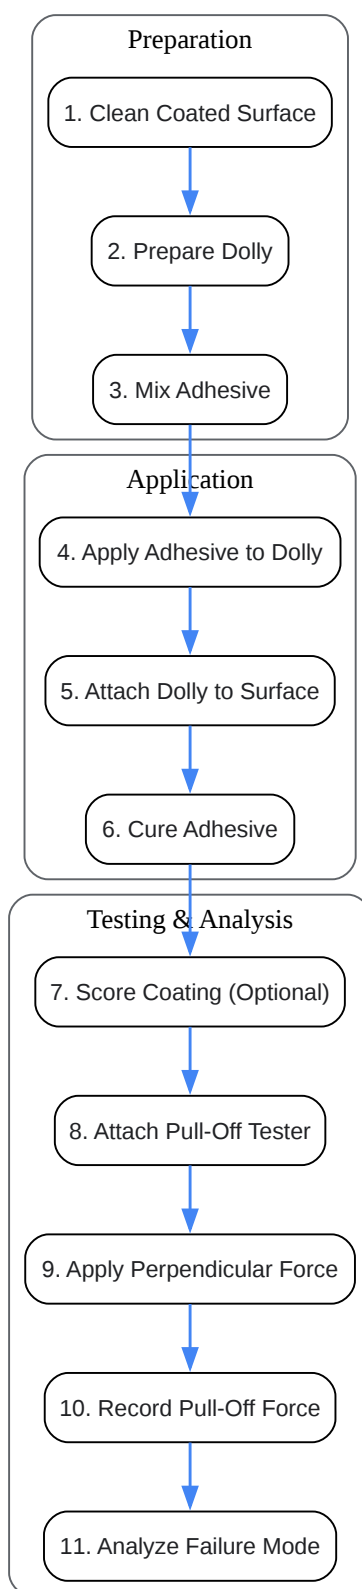 Preparation
1. Clean Coated Surface
2. Prepare Dolly
3. Mix Adhesive
Application
4. Apply Adhesive to Dolly
5. Attach Dolly to Surface
6. Cure Adhesive
Testing & Analysis
7. Score Coating (Optional)
8. Attach Pull-Off Tester
9. Apply Perpendicular Force
10. Record Pull-Off Force
11. Analyze Failure Mode